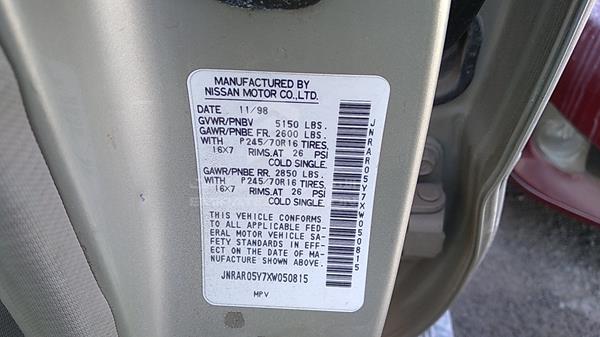 MANUFACTURED BY
NISSAN MOTOR CO.,LTD.
DATE 11/98
GVWR/PNBV 5150 LBS.
GAWR/PNBE FR. 2600 LBS.
WITH P245/70R16 TIRES,
16X7 RIMS,AT 26 PSI
COLD SINGLE.
GAWR/PNBE RR. 2850 LBS.
WITH P245/70R16 TIRES,
16X7 RIMS,AT 26 PSI
COLD SINGLE.
THIS VEHICLE CONFORMS
TO ALL APPLICABLE FED-
ERAL MOTOR VEHICLE SA-
FETY STANDARDS IN EFF-
ECT ON THE DATE OF MA-
NUFACTURE SHOWN ABOVE.
JNRAR05Y7XW050815
MPV
JNRAR05Y7XW050815